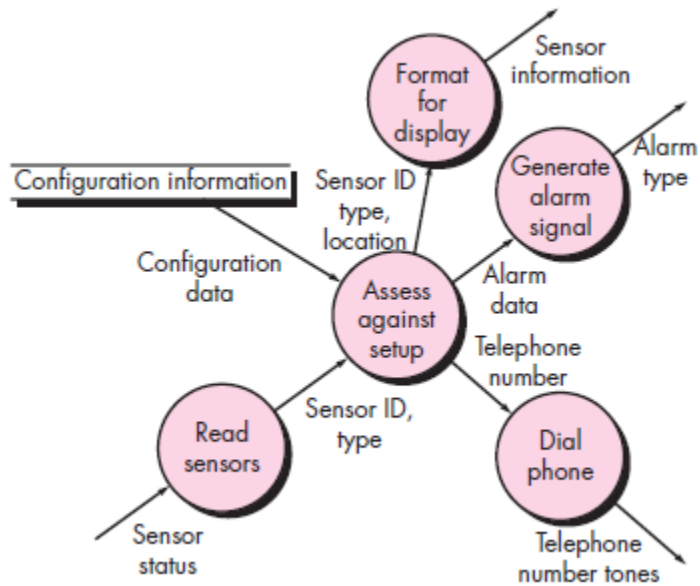 Format
for
display
Sensor
information
Generate
alarm
signal
Alarm
type
Configuration information
Sensor ID
type,
location
Configuration
data
Assess
against
setup
Alarm
data
Telephone
number
Read
sensors
Sensor ID,
type
Dial
phone
Sensor
status
Telephone
number tones